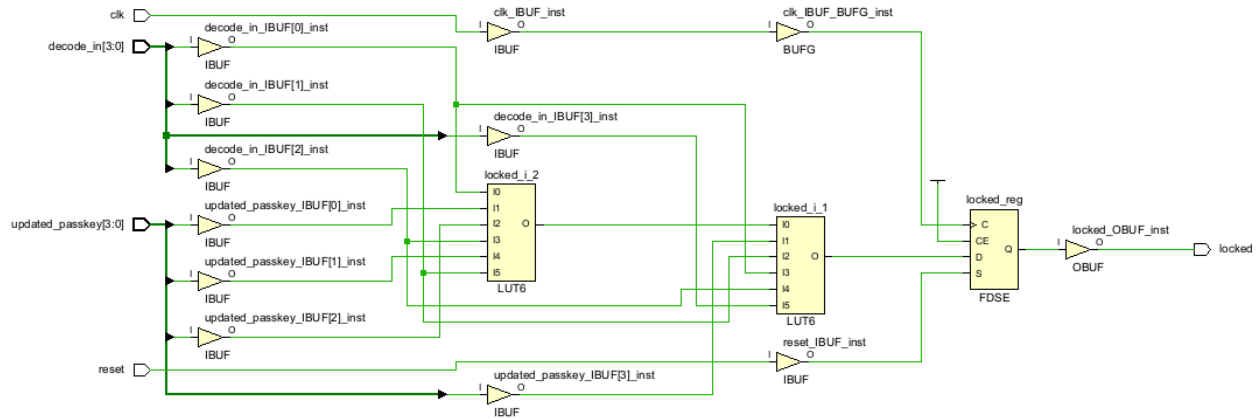 clk
clk_IBUF_inst
I O
IBUF
clk_IBUF_BUFG_inst
I O
BUFG
decode_in[3:0]
decode_in_IBUF[0]_inst
I O
IBUF
decode_in_IBUF[1]_inst
I O
IBUF
decode_in_IBUF[3]_inst
I O
IBUF
decode_in_IBUF[2]_inst
I O
IBUF
updated_passkey[3:0]
updated_passkey_IBUF[0]_inst
I O
IBUF
updated_passkey_IBUF[1]_inst
I O
IBUF
updated_passkey_IBUF[2]_inst
I O
IBUF
locked_i_2
I0
I1
I2 O
I3
I4
I5
LUT6
locked_i_1
I0
I1
I2 O
I3
I4
I5
LUT6
locked_reg
C
CE Q
D
S
FDSE
locked_OBUF_inst
I O
OBUF
locked
reset
reset_IBUF_inst
I O
IBUF
updated_passkey_IBUF[3]_inst
I O
IBUF